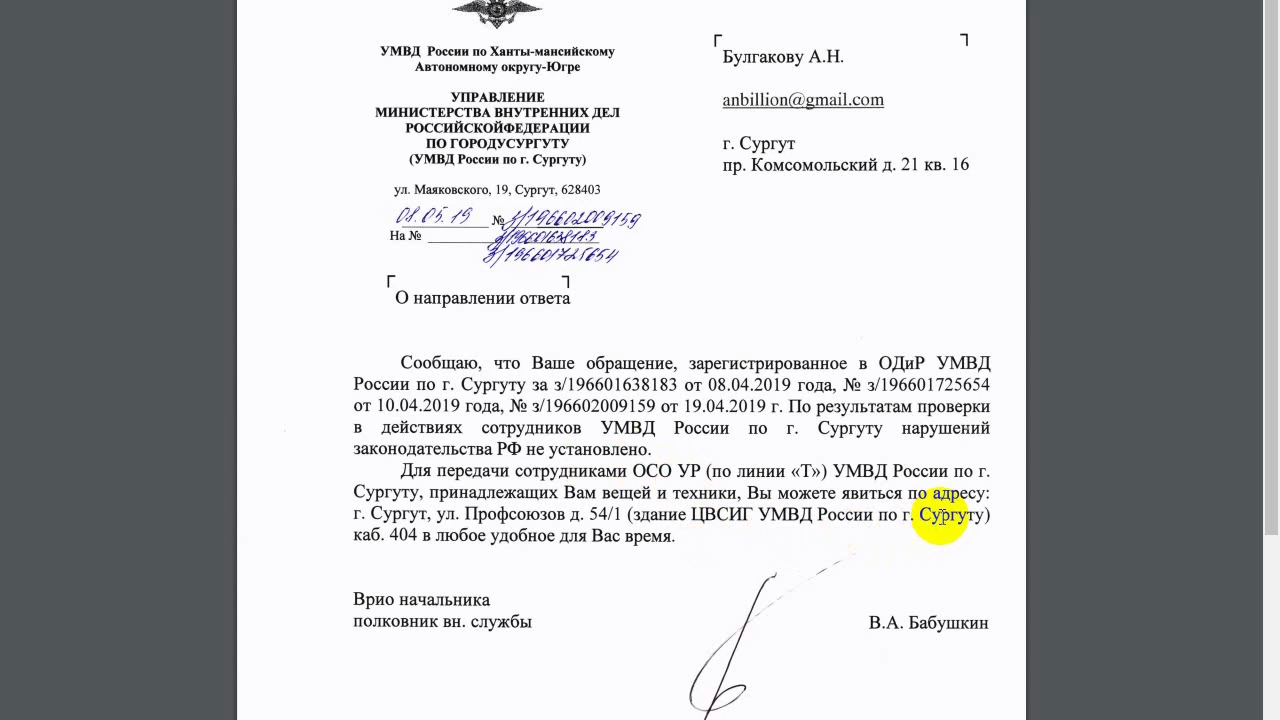 УМВД России по Ханты-мансийскому
Автономному округу-Югре
УПРАВЛЕНИЕ
МИНИСТЕРСТВА ВНУТРЕННИХ ДЕЛ
РОССИЙСКОЙФЕДЕРАЦИИ
ПО ГОРОДУСУРГУТУ
(УМВД России по г. Сургуту)
ул. Маяковского, 19, Сургут, 628403
08.05.19 № з/196602009159
На № з/196601638183
з/196601725654
Булгакову А.Н.
anbillion@gmail.com
г. Сургут
пр. Комсомольский д. 21 кв. 16
О направлении ответа
Сообщаю, что Ваше обращение, зарегистрированное в ОДиР УМВД
России по г. Сургуту за з/196601638183 от 08.04.2019 года, № з/196601725654
от 10.04.2019 года, № з/196602009159 от 19.04.2019 г. По результатам проверки
в действиях сотрудников УМВД России по г. Сургуту нарушений
законодательства РФ не установлено.
Для передачи сотрудниками ОСО УР (по линии «Т») УМВД России по г.
Сургуту, принадлежащих Вам вещей и техники, Вы можете явиться по адресу:
г. Сургут, ул. Профсоюзов д. 54/1 (здание ЦВСИГ УМВД России по г. Сургуту)
каб. 404 в любое удобное для Вас время.
Врио начальника
полковник вн. службы
В.А. Бабушкин